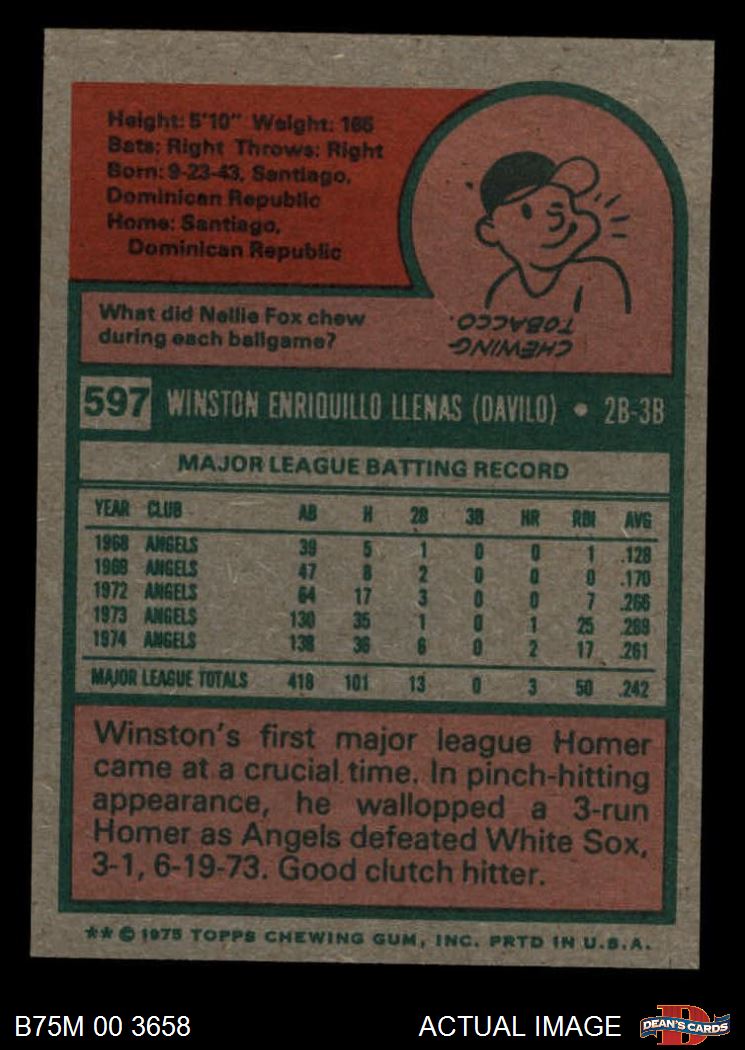 Height: 5'10" Weight: 165
Bats: Right Throws: Right
Born: 9-23-43, Santiago,
Dominican Republic
Home: Santiago,
Dominican Republic
What did Nellie Fox chew
during each ballgame?
CHEWING
TOBACCO.
597 WINSTON ENRIQUILLO LLENAS (DAVILO) • 2B-3B
MAJOR LEAGUE BATTING RECORD
YEAR CLUB AB H 2B 3B HR RBI AVG
1968 ANGELS 39 5 1 0 0 1 .128
1969 ANGELS 47 8 2 0 0 0 .170
1972 ANGELS 64 17 3 0 0 7 .266
1973 ANGELS 130 35 1 0 1 25 .269
1974 ANGELS 138 36 6 0 2 17 .261
MAJOR LEAGUE TOTALS 418 101 13 0 3 50 .242
Winston's first major league Homer
came at a crucial time. In pinch-hitting
appearance, he wallopped a 3-run
Homer as Angels defeated White Sox,
3-1, 6-19-73. Good clutch hitter.
** © 1975 TOPPS CHEWING GUM, INC. PRTD IN U.S.A.
B75M 00 3658 ACTUAL IMAGE D DEAN'S CARDS